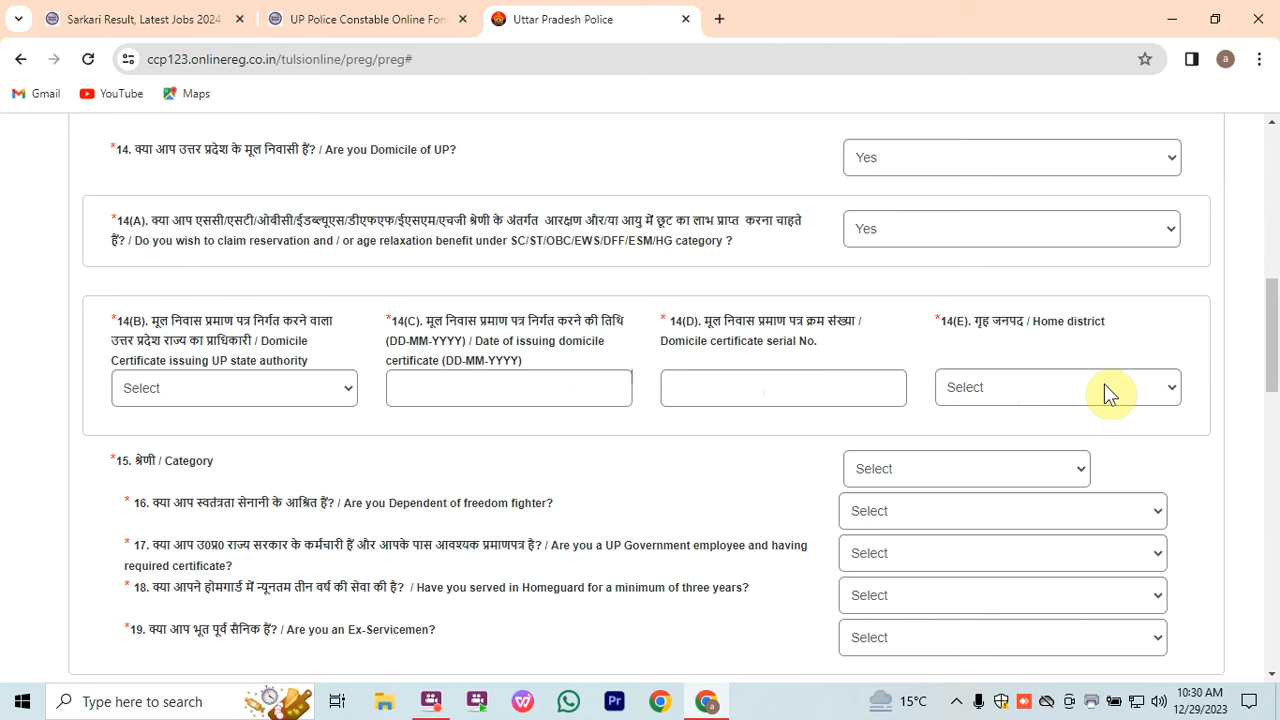 Sarkari Result, Latest Jobs 2024
UP Police Constable Online For
Uttar Pradesh Police
ccp123.onlinereg.co.in/tulsionline/preg/preg#
a
Gmail
YouTube
Maps
*14. क्या आप उत्तर प्रदेश के मूल निवासी हैं? / Are you Domicile of UP?
Yes
*14(A). क्या आप एससी/एसटी/ओबीसी/ईडब्ल्यूएस/डीएफएफ/ईएसएम/एचजी श्रेणी के अंतर्गत आरक्षण और/या आयु में छूट का लाभ प्राप्त करना चाहते
हैं? / Do you wish to claim reservation and / or age relaxation benefit under SC/ST/OBC/EWS/DFF/ESM/HG category ?
Yes
*14(B). मूल निवास प्रमाण पत्र निर्गत करने वाला
उत्तर प्रदेश राज्य का प्राधिकारी / Domicile
Certificate issuing UP state authority
Select
*14(C). मूल निवास प्रमाण पत्र निर्गत करने की तिथि
(DD-MM-YYYY) / Date of issuing domicile
certificate (DD-MM-YYYY)
* 14(D). मूल निवास प्रमाण पत्र क्रम संख्या /
Domicile certificate serial No.
*14(E). गृह जनपद / Home district
Select
*15. श्रेणी / Category
Select
* 16. क्या आप स्वतंत्रता सेनानी के आश्रित हैं? / Are you Dependent of freedom fighter?
Select
* 17. क्या आप उ0प्र0 राज्य सरकार के कर्मचारी हैं और आपके पास आवश्यक प्रमाणपत्र है? / Are you a UP Government employee and having
required certificate?
Select
* 18. क्या आपने होमगार्ड में न्यूनतम तीन वर्ष की सेवा की है? / Have you served in Homeguard for a minimum of three years?
Select
*19. क्या आप भूत पूर्व सैनिक हैं? / Are you an Ex-Servicemen?
Select
Type here to search
Pr
a
15°C
10:30 AM
12/29/2023